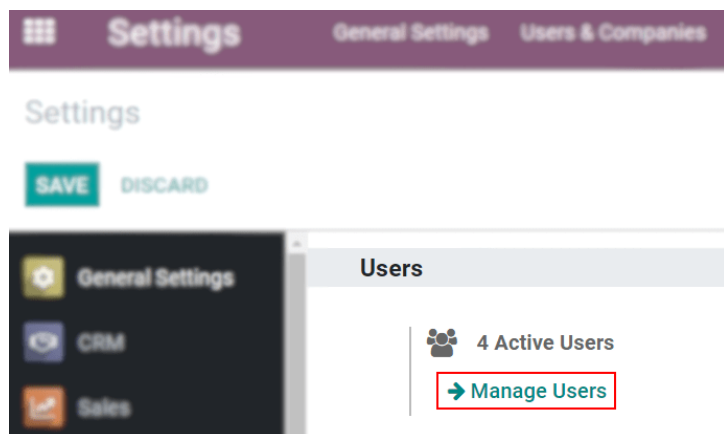 Settings General Settings Users & Companies
Settings
SAVE DISCARD
General Settings
CRM
Sales
Users
4 Active Users
Manage Users